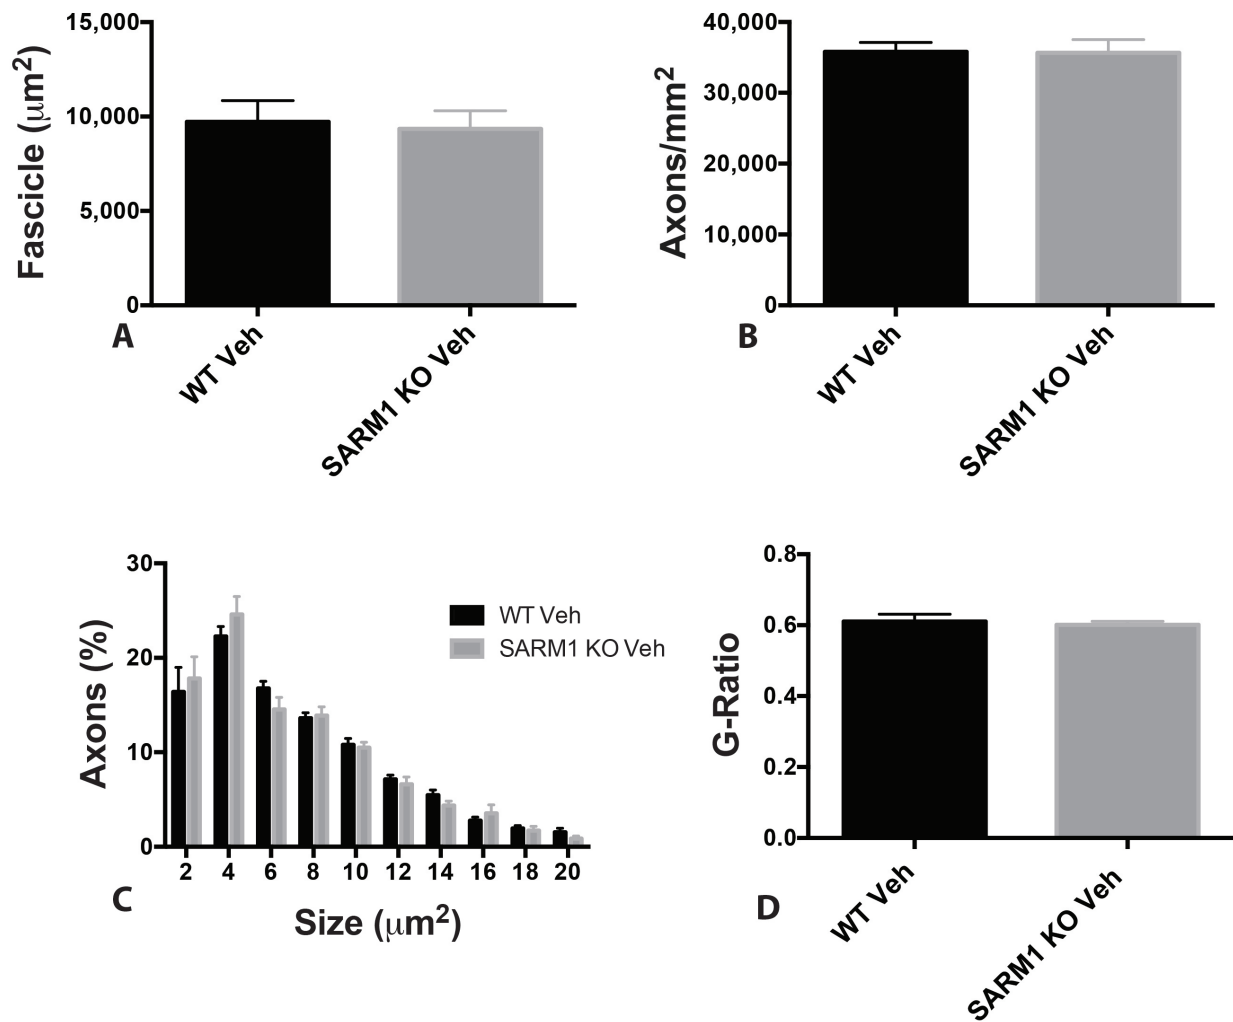 15,000
10,000
5,000
0
Fascicle (μm²)
WT Veh
SARM1 KO Veh
A
40,000
30,000
20,000
10,000
0
Axons/mm²
WT Veh
SARM1 KO Veh
B
30
20
10
0
Axons (%)
WT Veh
SARM1 KO Veh
2 4 6 8 10 12 14 16 18 20
Size (μm²)
C
0.8
0.6
0.4
0.2
0.0
G-Ratio
WT Veh
SARM1 KO Veh
D